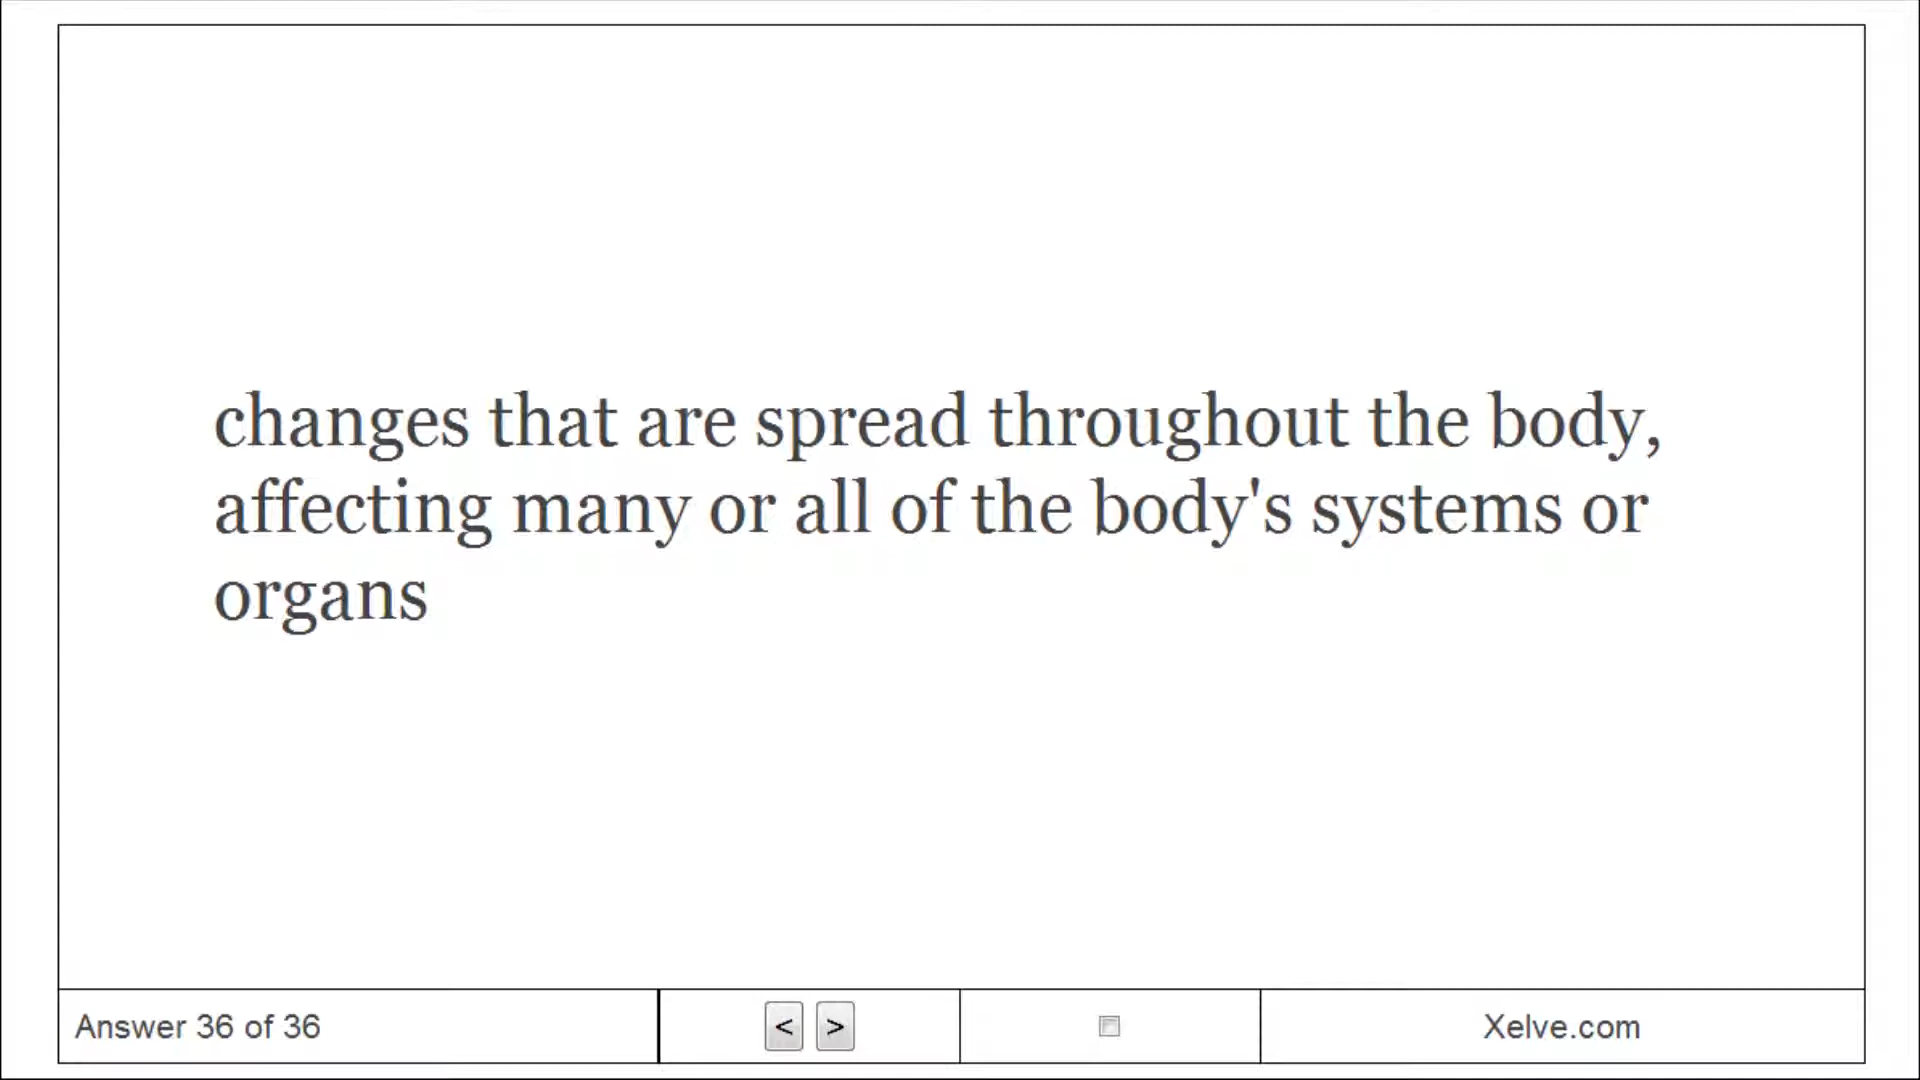 changes that are spread throughout the body,
affecting many or all of the body's systems or
organs
Answer 36 of 36
< >
Xelve.com